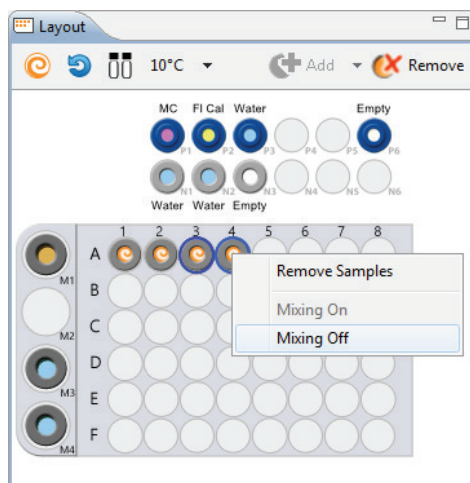 Layout
10°C Add Remove
MC FI Cal Water Empty
P1 P2 P3 P4 P5 P6
N1 N2 N3 N4 N5 N6
Water Water Empty
1 2 3 4 5 6 7 8
A
M1
B
C
M2
D
M3
E
F
M4
Remove Samples
Mixing On
Mixing Off